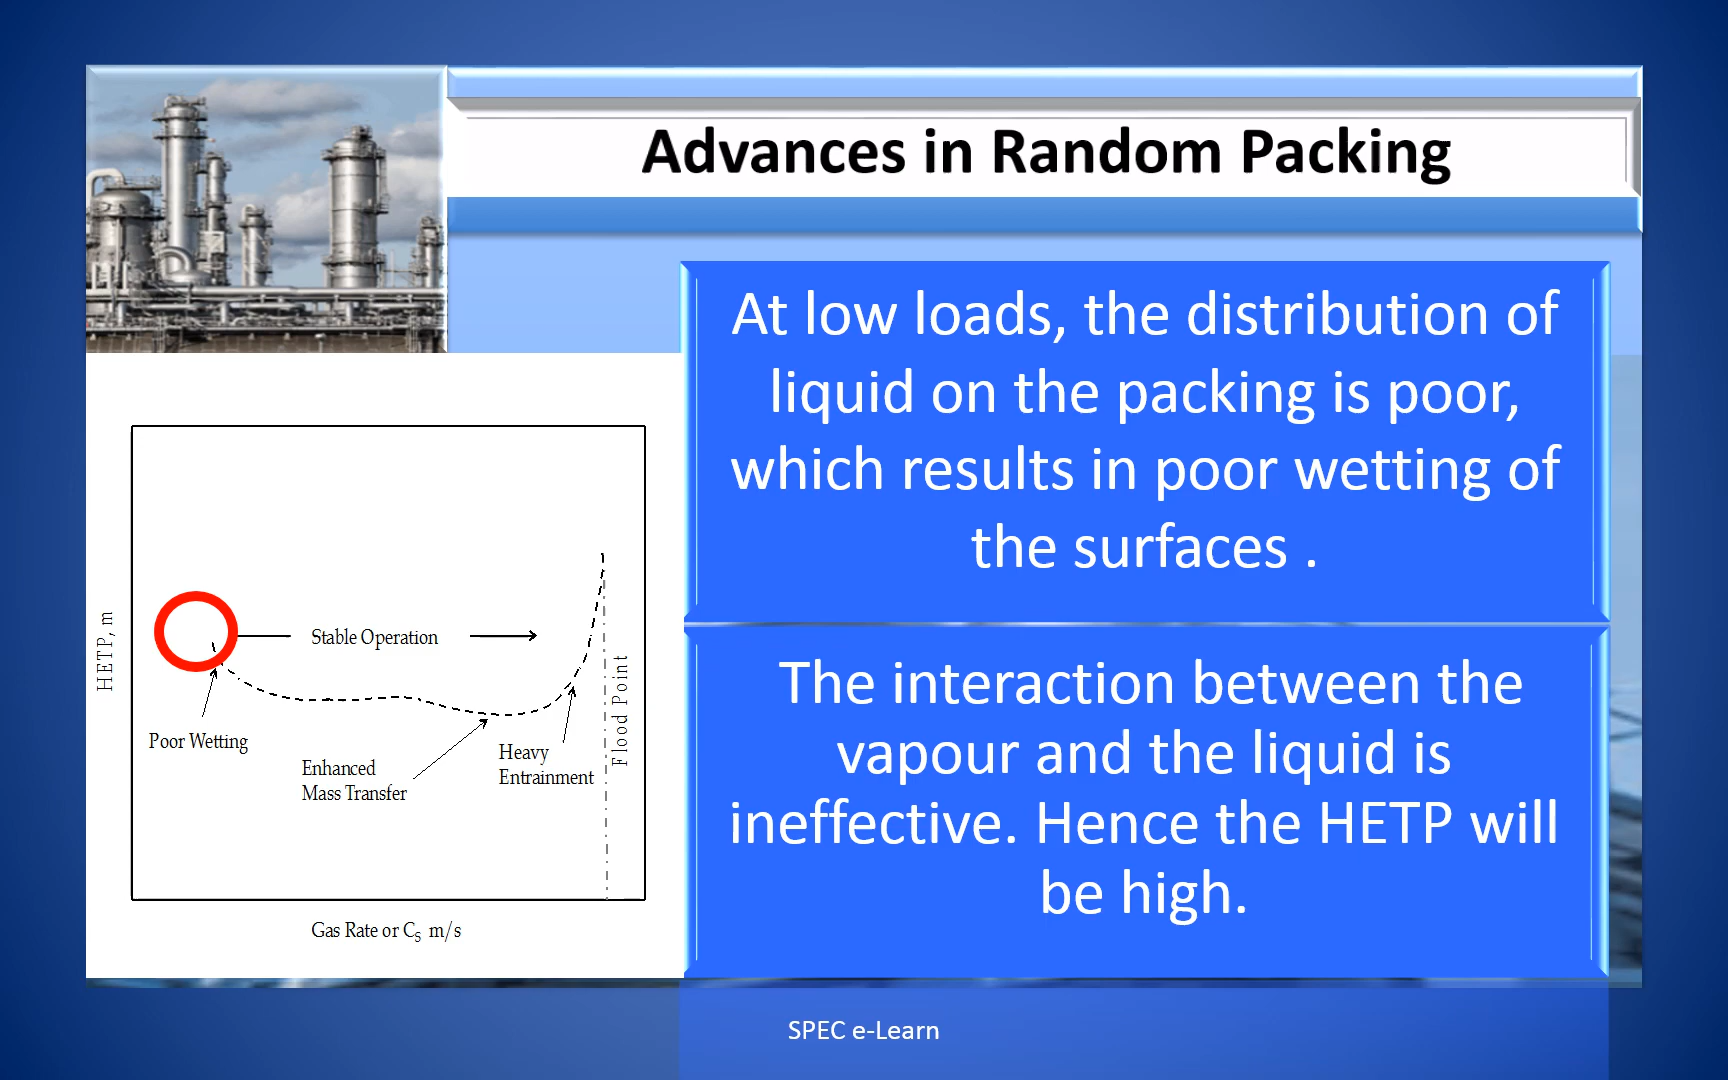 Advances in Random Packing
At low loads, the distribution of
liquid on the packing is poor,
which results in poor wetting of
the surfaces .
The interaction between the
vapour and the liquid is
ineffective. Hence the HETP will
be high.
HETP, m
Stable Operation
Poor Wetting
Enhanced
Mass Transfer
Heavy
Entrainment
Flood Point
Gas Rate or CS m/s
SPEC e-Learn